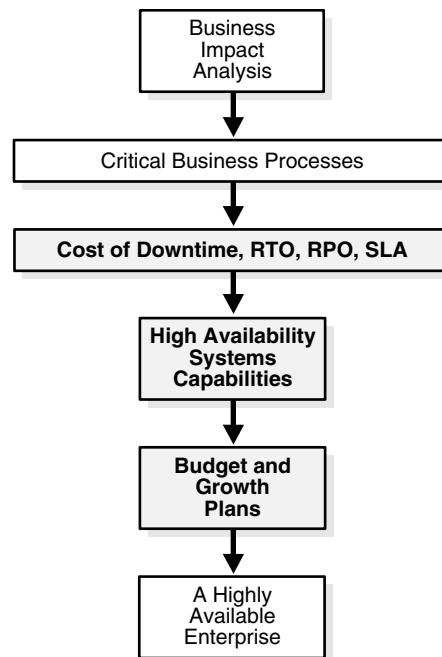 Business
Impact
Analysis
Critical Business Processes
Cost of Downtime, RTO, RPO, SLA
High Availability
Systems
Capabilities
Budget and
Growth
Plans
A Highly
Available
Enterprise